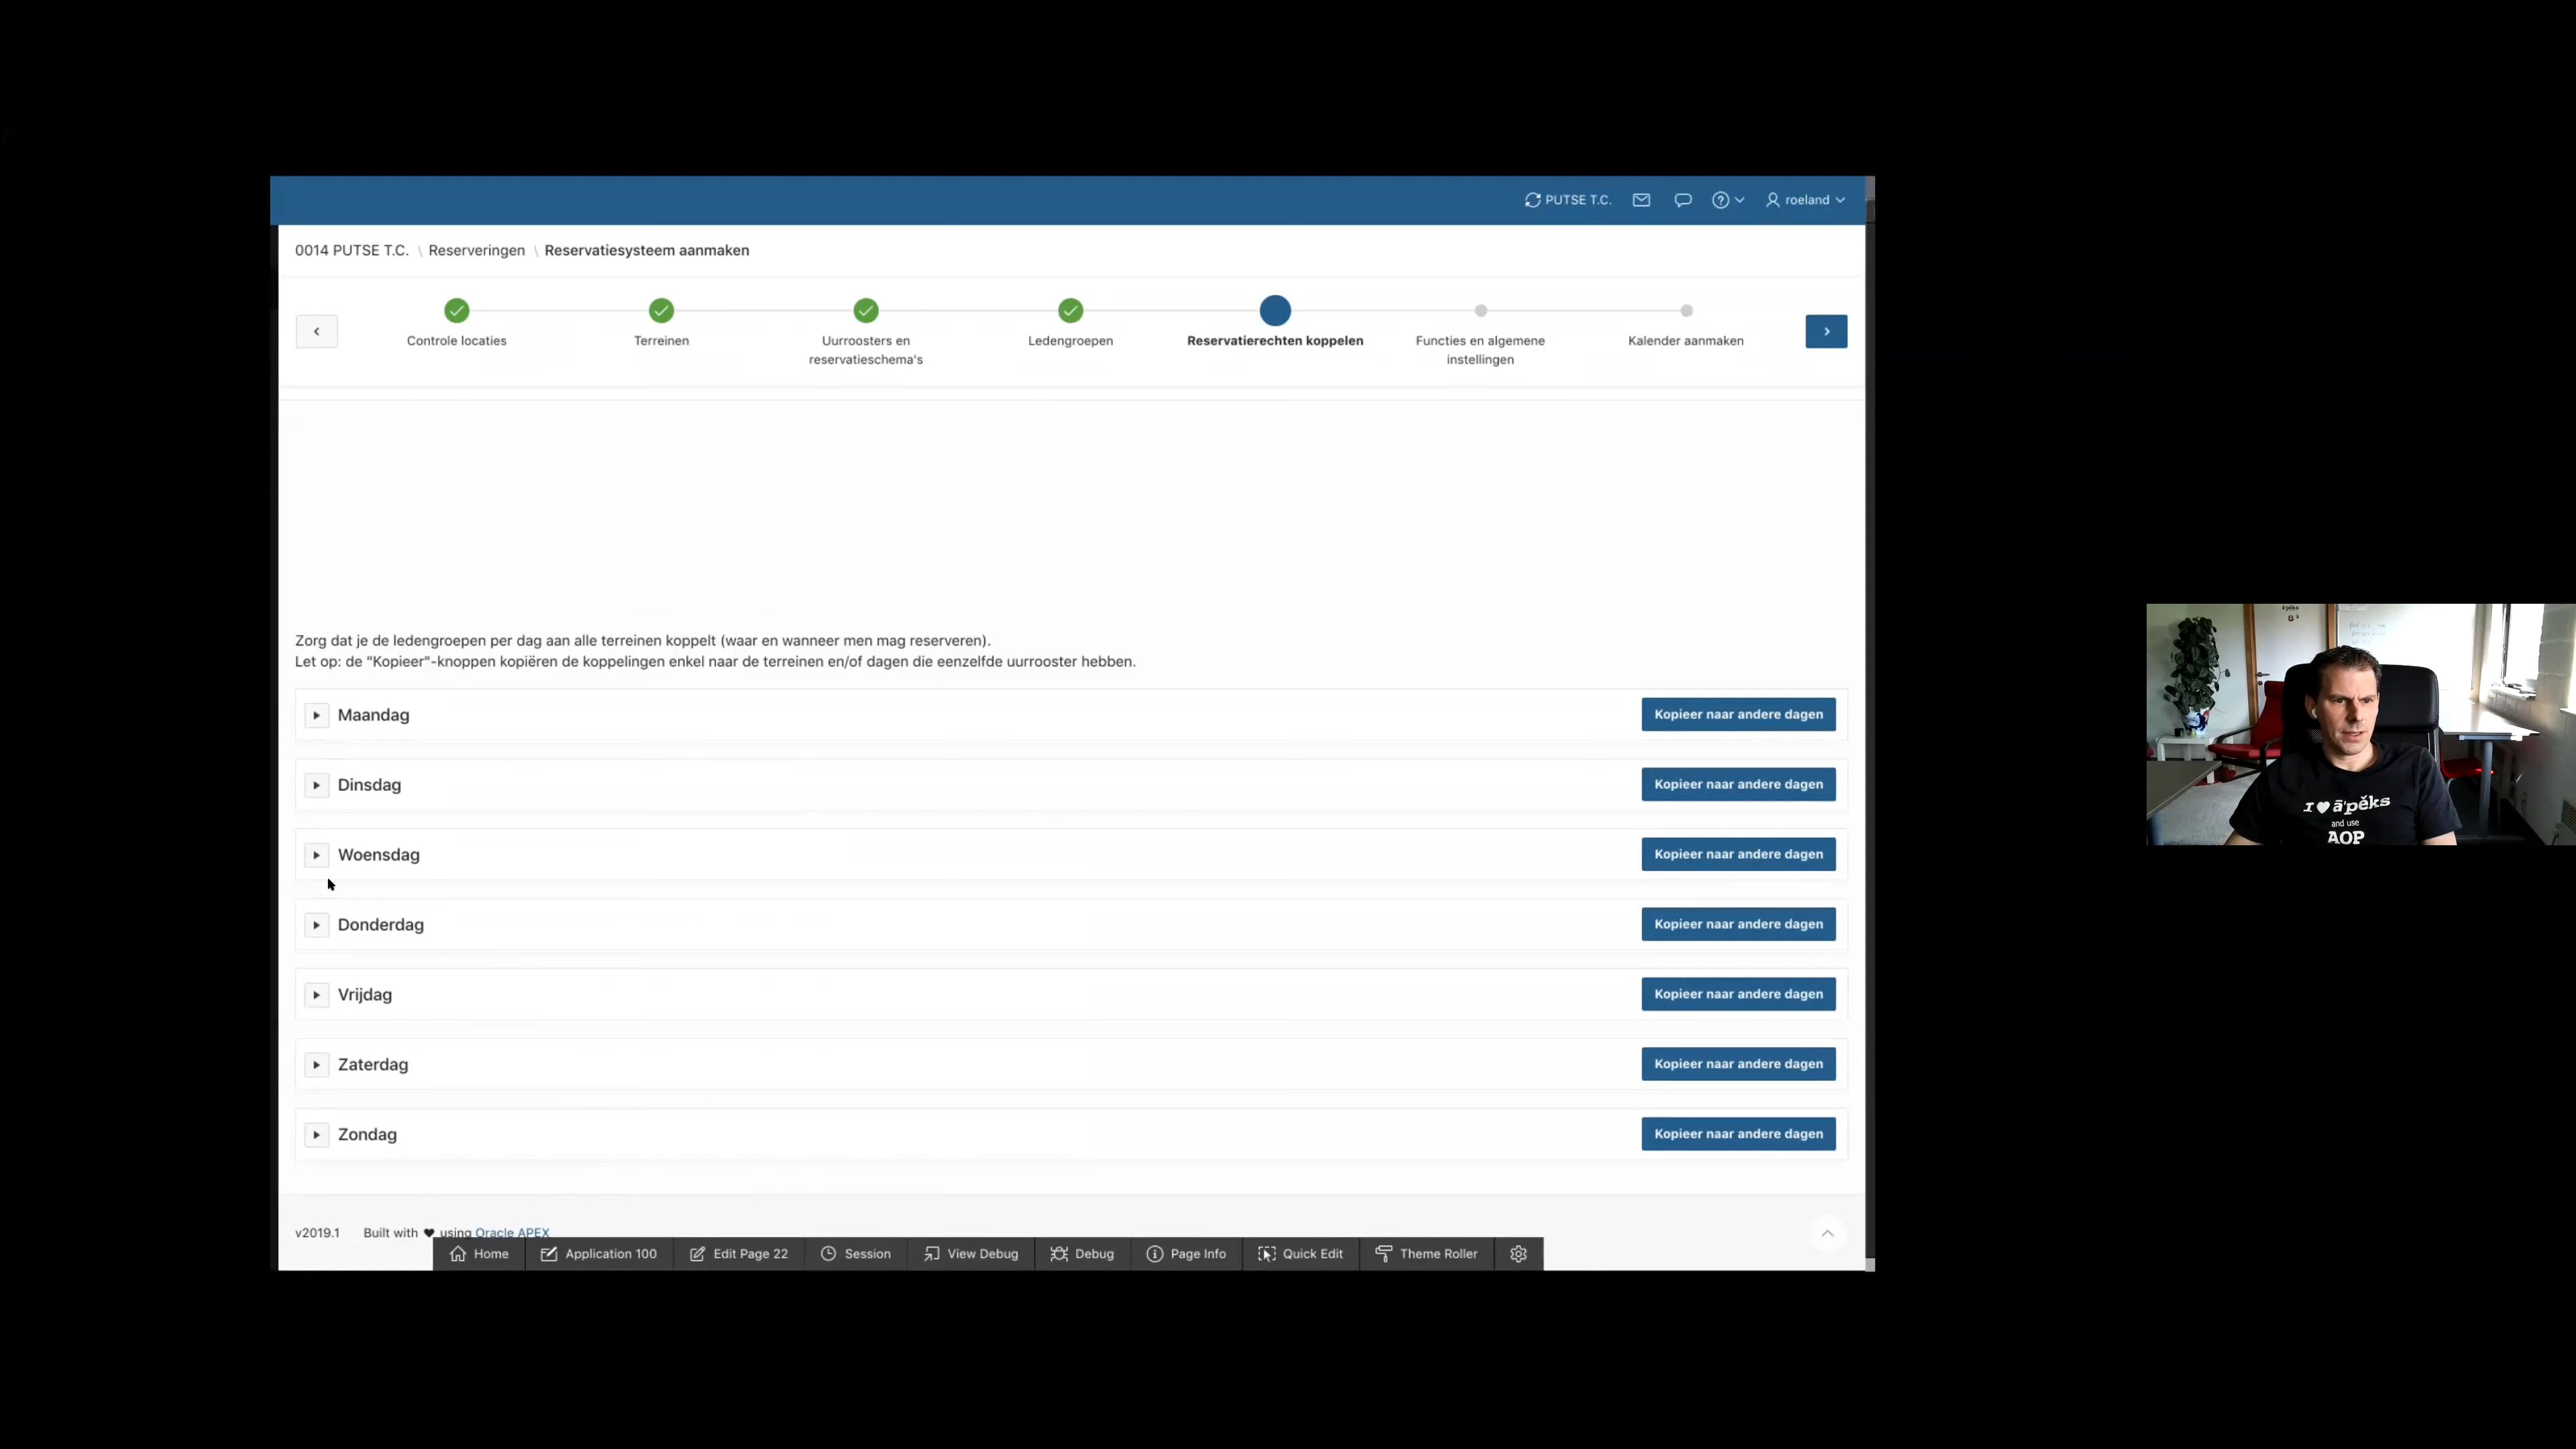 PUTSE T.C.
roeland
0014 PUTSE T.C. \ Reserveringen \ Reservatiesysteem aanmaken
Controle locaties
Terreinen
Uurroosters en
reservatieschema's
Ledengroepen
Reservatierechten koppelen
Functies en algemene
instellingen
Kalender aanmaken
Zorg dat je de ledengroepen per dag aan alle terreinen koppelt (waar en wanneer men mag reserveren).
Let op: de "Kopieer"-knoppen kopiëren de koppelingen enkel naar de terreinen en/of dagen die eenzelfde uurrooster hebben.
Maandag Kopieer naar andere dagen
Dinsdag Kopieer naar andere dagen
Woensdag Kopieer naar andere dagen
Donderdag Kopieer naar andere dagen
Vrijdag Kopieer naar andere dagen
Zaterdag Kopieer naar andere dagen
Zondag Kopieer naar andere dagen
v2019.1 Built with ♥ using Oracle APEX
Home Application 100 Edit Page 22 Session View Debug Debug Page Info Quick Edit Theme Roller
I ♥ ā'pěks
and use
AOP